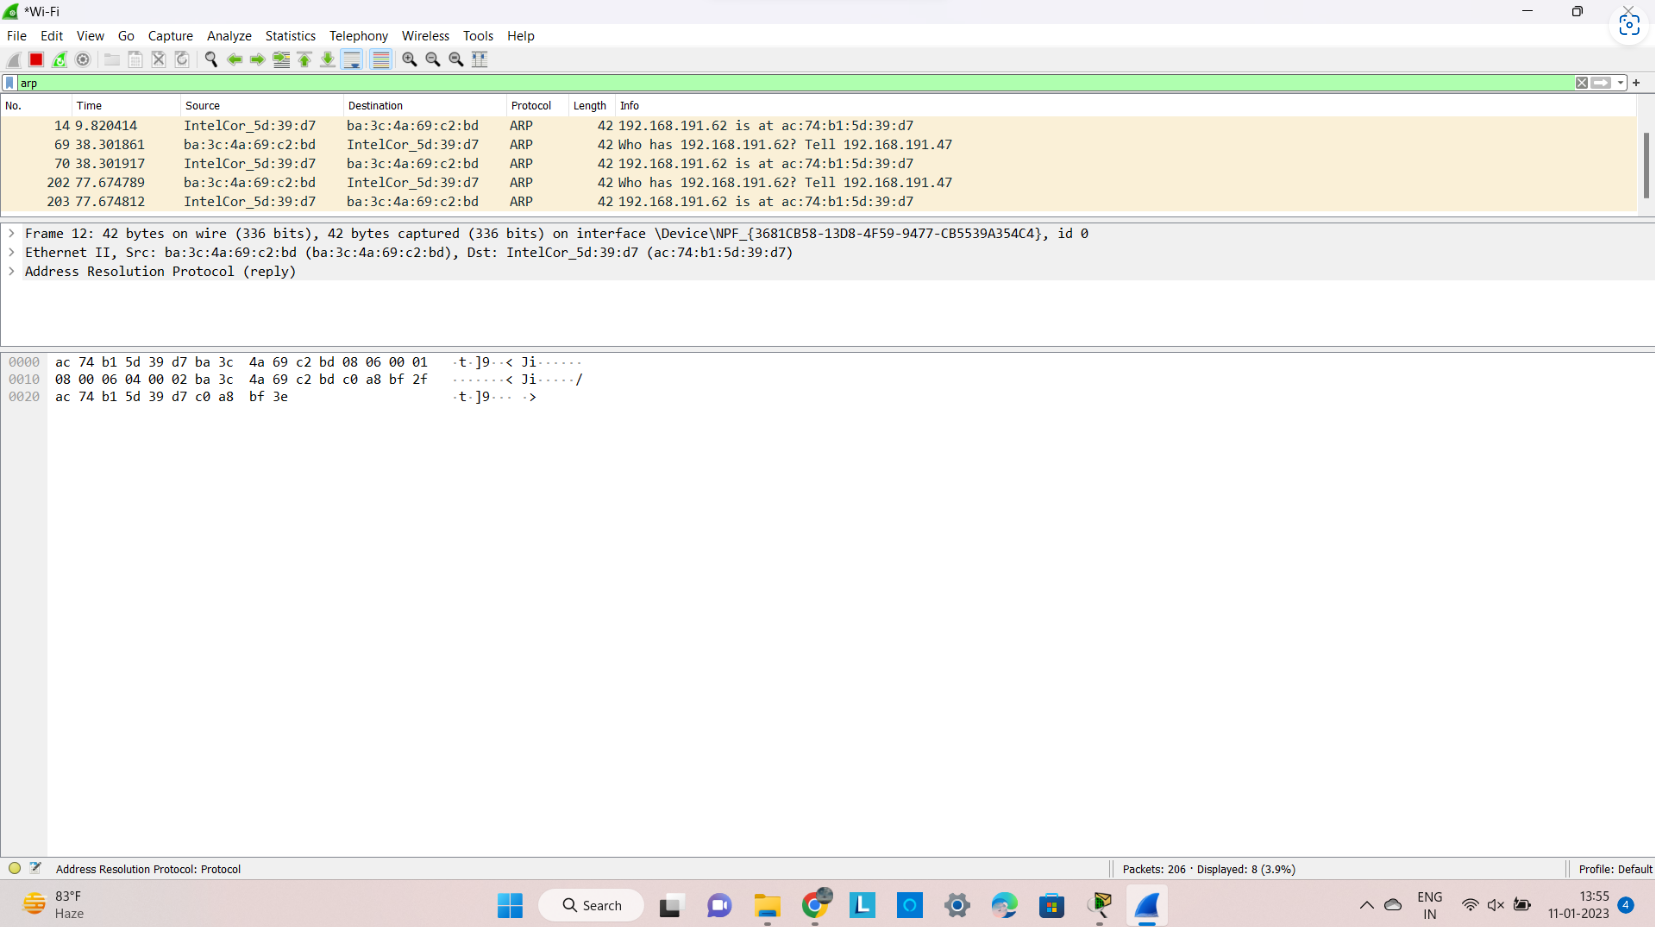 *Wi-Fi
File Edit View Go Capture Analyze Statistics Telephony Wireless Tools Help
arp
No. Time Source Destination Protocol Length Info
14 9.820414 IntelCor_5d:39:d7 ba:3c:4a:69:c2:bd ARP 42 192.168.191.62 is at ac:74:b1:5d:39:d7
69 38.301861 ba:3c:4a:69:c2:bd IntelCor_5d:39:d7 ARP 42 Who has 192.168.191.62? Tell 192.168.191.47
70 38.301917 IntelCor_5d:39:d7 ba:3c:4a:69:c2:bd ARP 42 192.168.191.62 is at ac:74:b1:5d:39:d7
202 77.674789 ba:3c:4a:69:c2:bd IntelCor_5d:39:d7 ARP 42 Who has 192.168.191.62? Tell 192.168.191.47
203 77.674812 IntelCor_5d:39:d7 ba:3c:4a:69:c2:bd ARP 42 192.168.191.62 is at ac:74:b1:5d:39:d7
Frame 12: 42 bytes on wire (336 bits), 42 bytes captured (336 bits) on interface \Device\NPF_{3681CB58-13D8-4F59-9477-CB5539A354C4}, id 0
Ethernet II, Src: ba:3c:4a:69:c2:bd (ba:3c:4a:69:c2:bd), Dst: IntelCor_5d:39:d7 (ac:74:b1:5d:39:d7)
Address Resolution Protocol (reply)
0000 ac 74 b1 5d 39 d7 ba 3c 4a 69 c2 bd 08 06 00 01 ·t·]9··< Ji······
0010 08 00 06 04 00 02 ba 3c 4a 69 c2 bd c0 a8 bf 2f ·······< Ji·····/
0020 ac 74 b1 5d 39 d7 c0 a8 bf 3e ·t·]9··· ·>
Address Resolution Protocol: Protocol Packets: 206 · Displayed: 8 (3.9%) Profile: Default
83°F
Haze
Search
ENG
IN
13:55
11-01-2023
4